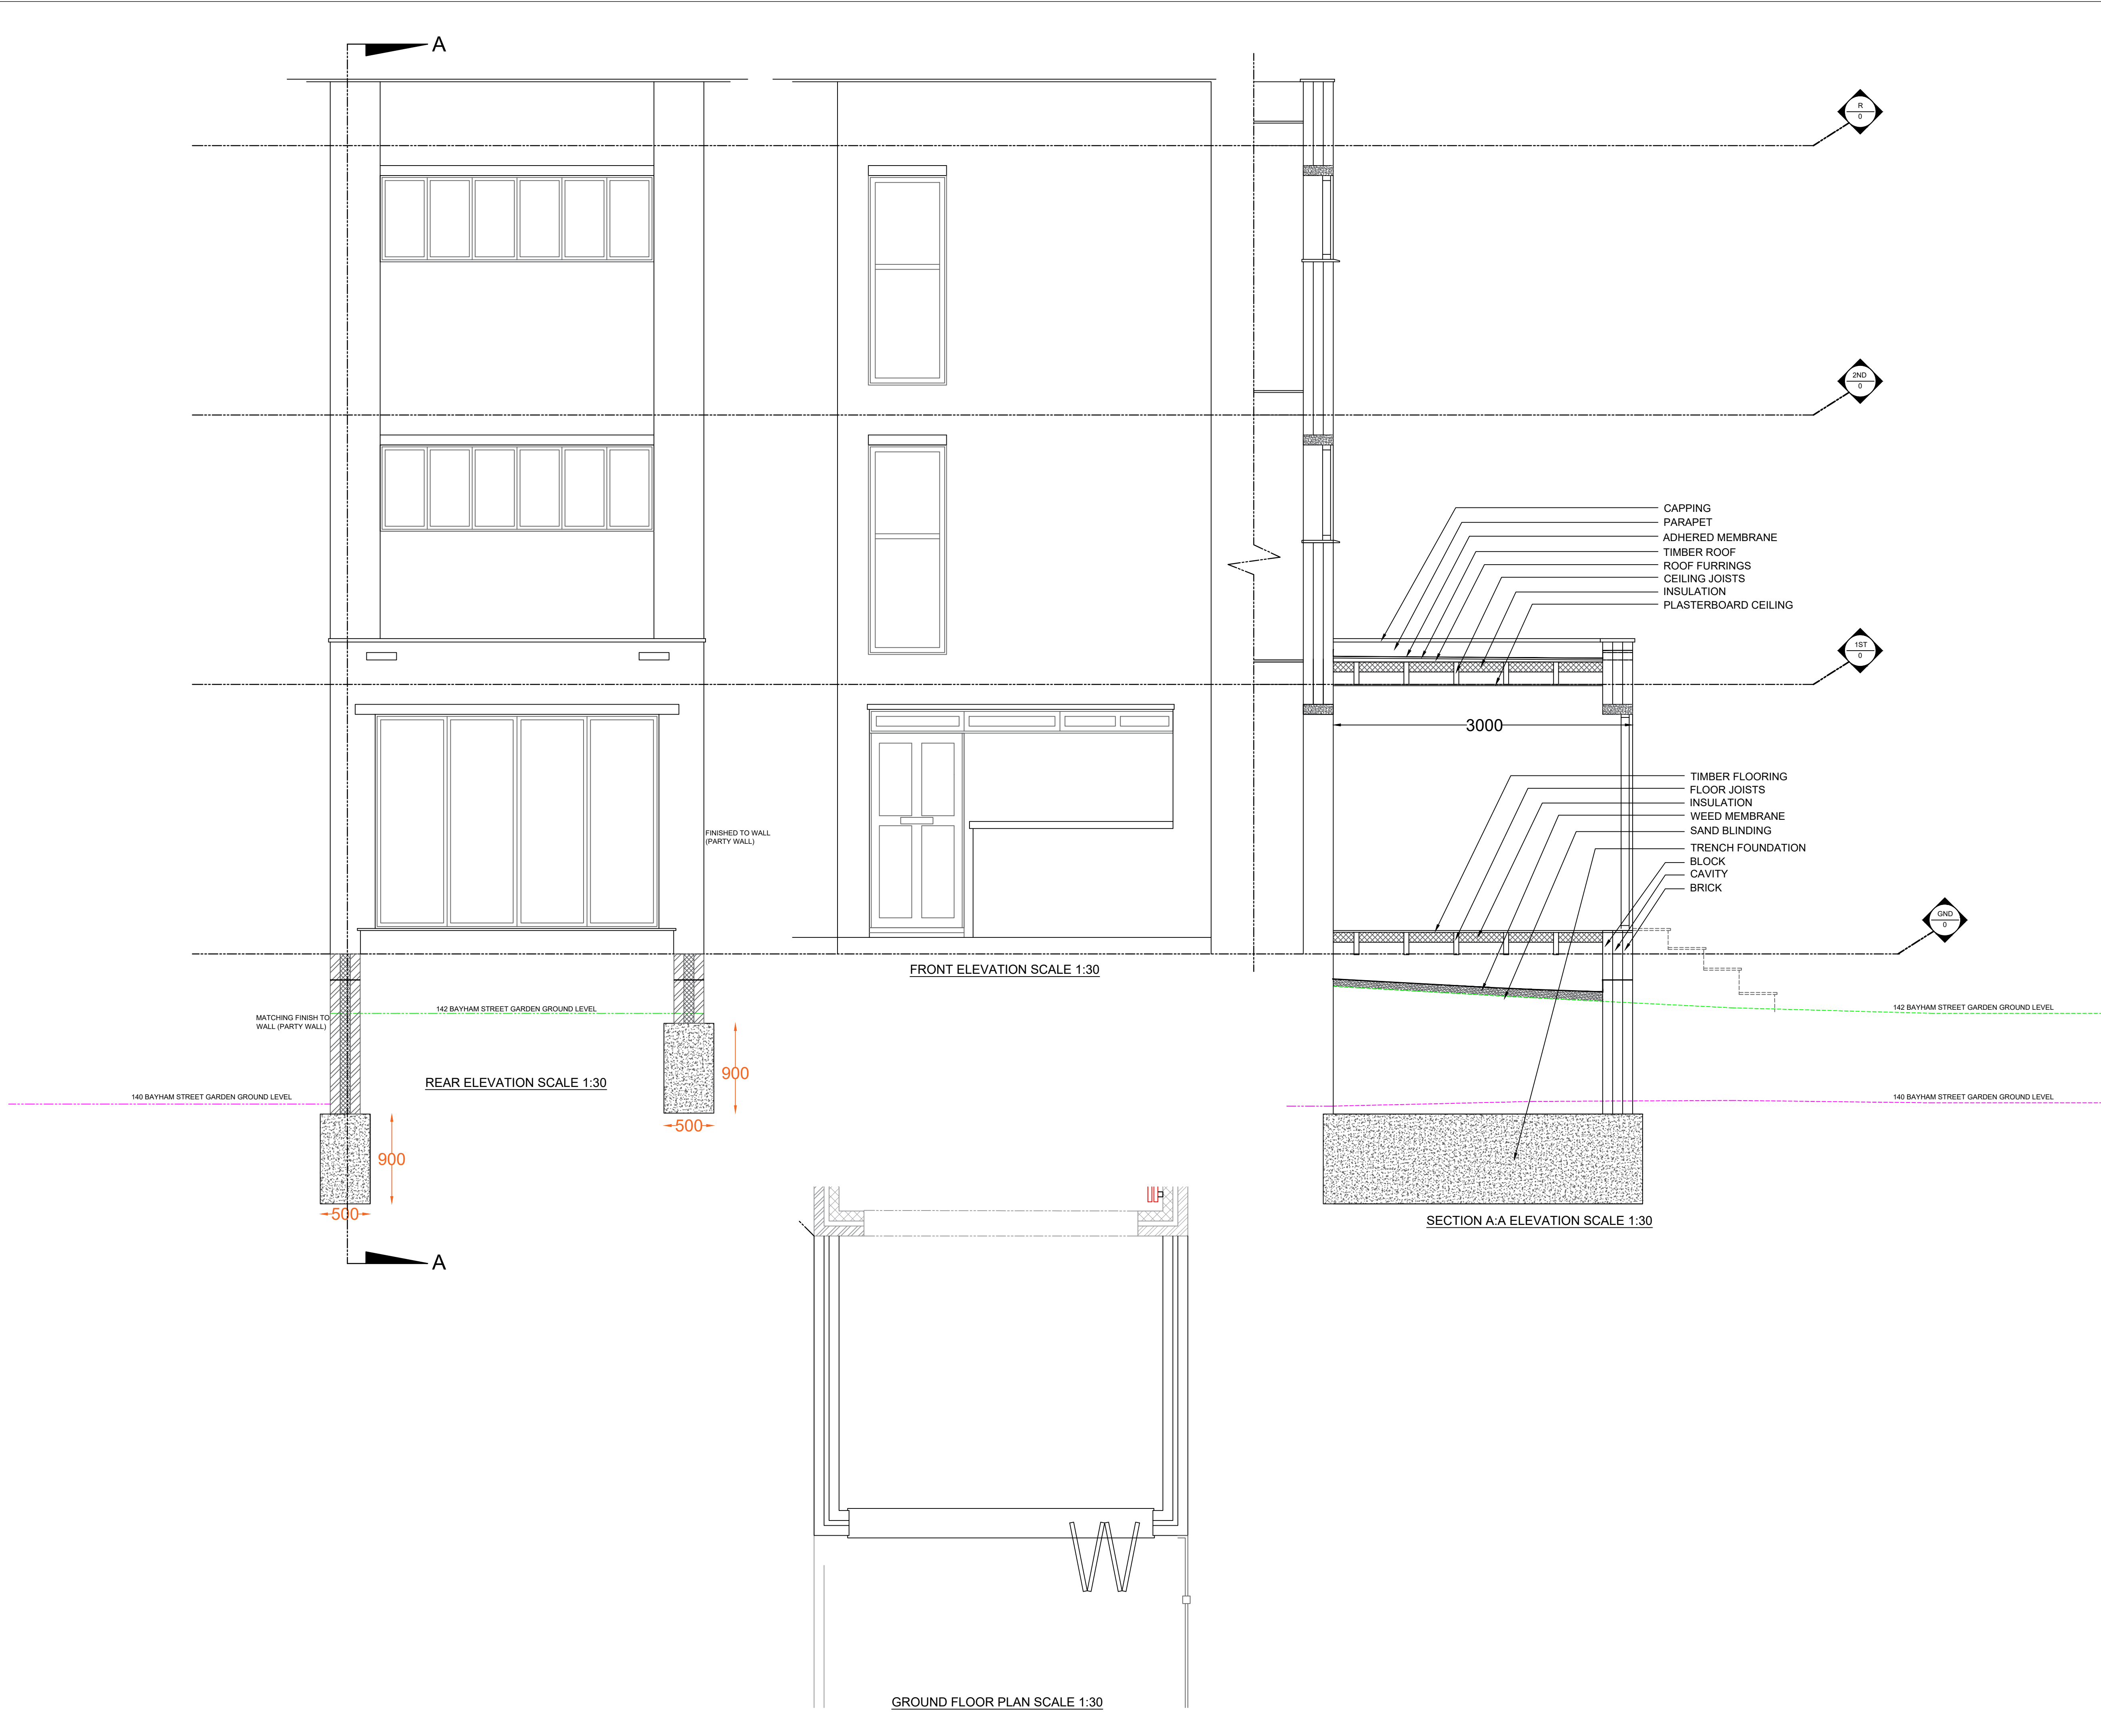 A
R
0
2ND
0
CAPPING
PARAPET
ADHERED MEMBRANE
TIMBER ROOF
ROOF FURRINGS
CEILING JOISTS
INSULATION
PLASTERBOARD CEILING
1ST
0
3000
TIMBER FLOORING
FLOOR JOISTS
INSULATION
WEED MEMBRANE
SAND BLINDING
TRENCH FOUNDATION
BLOCK
CAVITY
BRICK
FINISHED TO WALL
(PARTY WALL)
GND
0
FRONT ELEVATION SCALE 1:30
142 BAYHAM STREET GARDEN GROUND LEVEL
142 BAYHAM STREET GARDEN GROUND LEVEL
MATCHING FINISH TO
WALL (PARTY WALL)
900
REAR ELEVATION SCALE 1:30
140 BAYHAM STREET GARDEN GROUND LEVEL
140 BAYHAM STREET GARDEN GROUND LEVEL
500
900
500
SECTION A:A ELEVATION SCALE 1:30
A
GROUND FLOOR PLAN SCALE 1:30